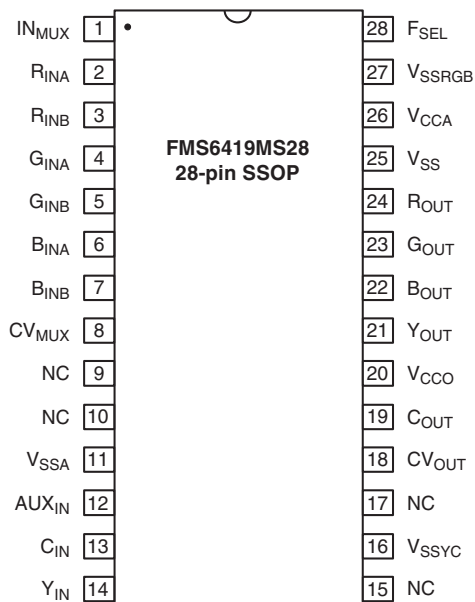 IN_MUX 1 28 F_SEL
R_INA 2 27 V_SSRGB
R_INB 3 26 V_CCA
FMS6419MS28
28-pin SSOP
G_INA 4 25 V_SS
G_INB 5 24 R_OUT
B_INA 6 23 G_OUT
B_INB 7 22 B_OUT
CV_MUX 8 21 Y_OUT
NC 9 20 V_CCO
NC 10 19 C_OUT
V_SSA 11 18 CV_OUT
AUX_IN 12 17 NC
C_IN 13 16 V_SSYC
Y_IN 14 15 NC